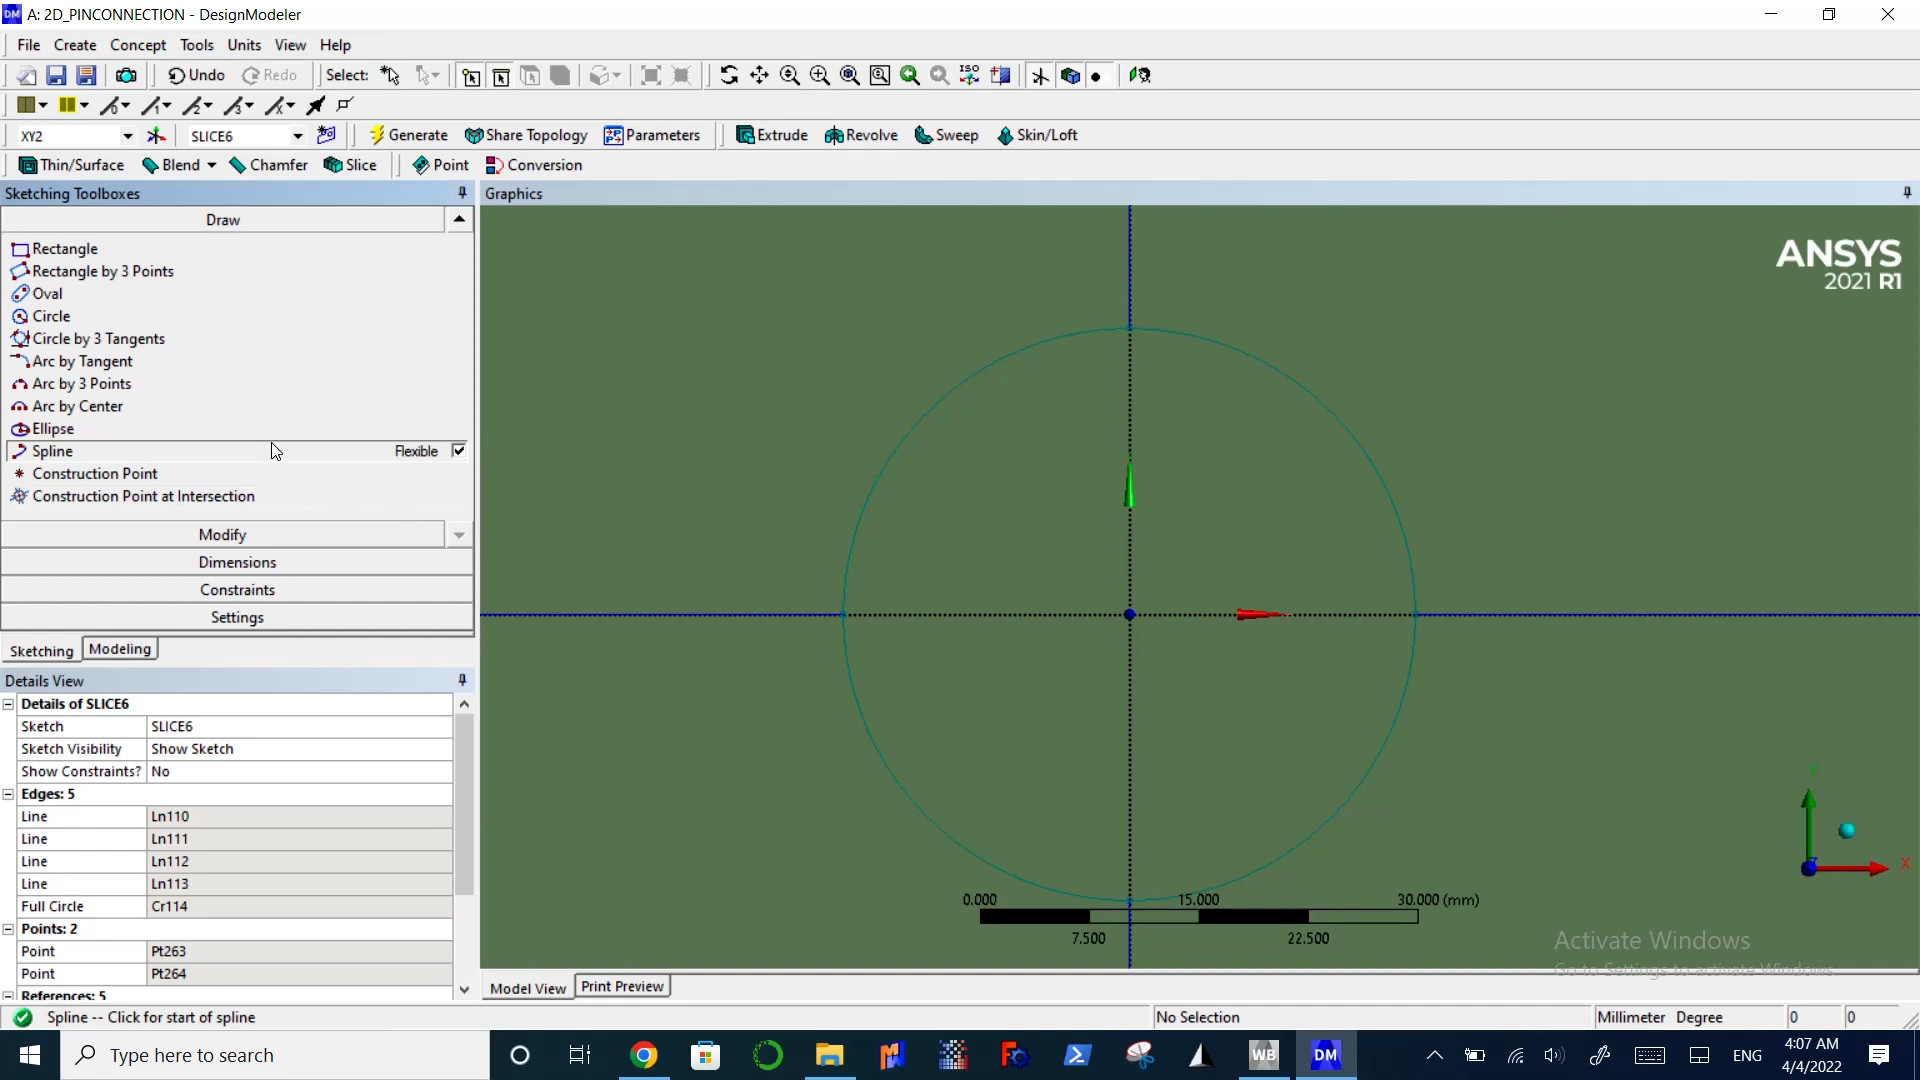 A: 2D_PINCONNECTION - DesignModeler
File Create Concept Tools Units View Help
Undo Redo Select: ISO
XY2 SLICE6 Generate Share Topology Parameters Extrude Revolve Sweep Skin/Loft
Thin/Surface Blend Chamfer Slice Point Conversion
Sketching Toolboxes
Draw
Rectangle
Rectangle by 3 Points
Oval
Circle
Circle by 3 Tangents
Arc by Tangent
Arc by 3 Points
Arc by Center
Ellipse
Spline Flexible
Construction Point
Construction Point at Intersection
Modify
Dimensions
Constraints
Settings
Sketching Modeling
Details View
Details of SLICE6
Sketch SLICE6
Sketch Visibility Show Sketch
Show Constraints? No
Edges: 5
Line Ln110
Line Ln111
Line Ln112
Line Ln113
Full Circle Cr114
Points: 2
Point Pt263
Point Pt264
References: 5
Graphics
ANSYS
2021 R1
Y
Z
X
0.000 15.000 30.000 (mm)
7.500 22.500
Activate Windows
Go to Settings to activate Windows.
Model View Print Preview
Spline -- Click for start of spline No Selection Millimeter Degree 0 0
Type here to search
WB DM
ENG
4:07 AM
4/4/2022